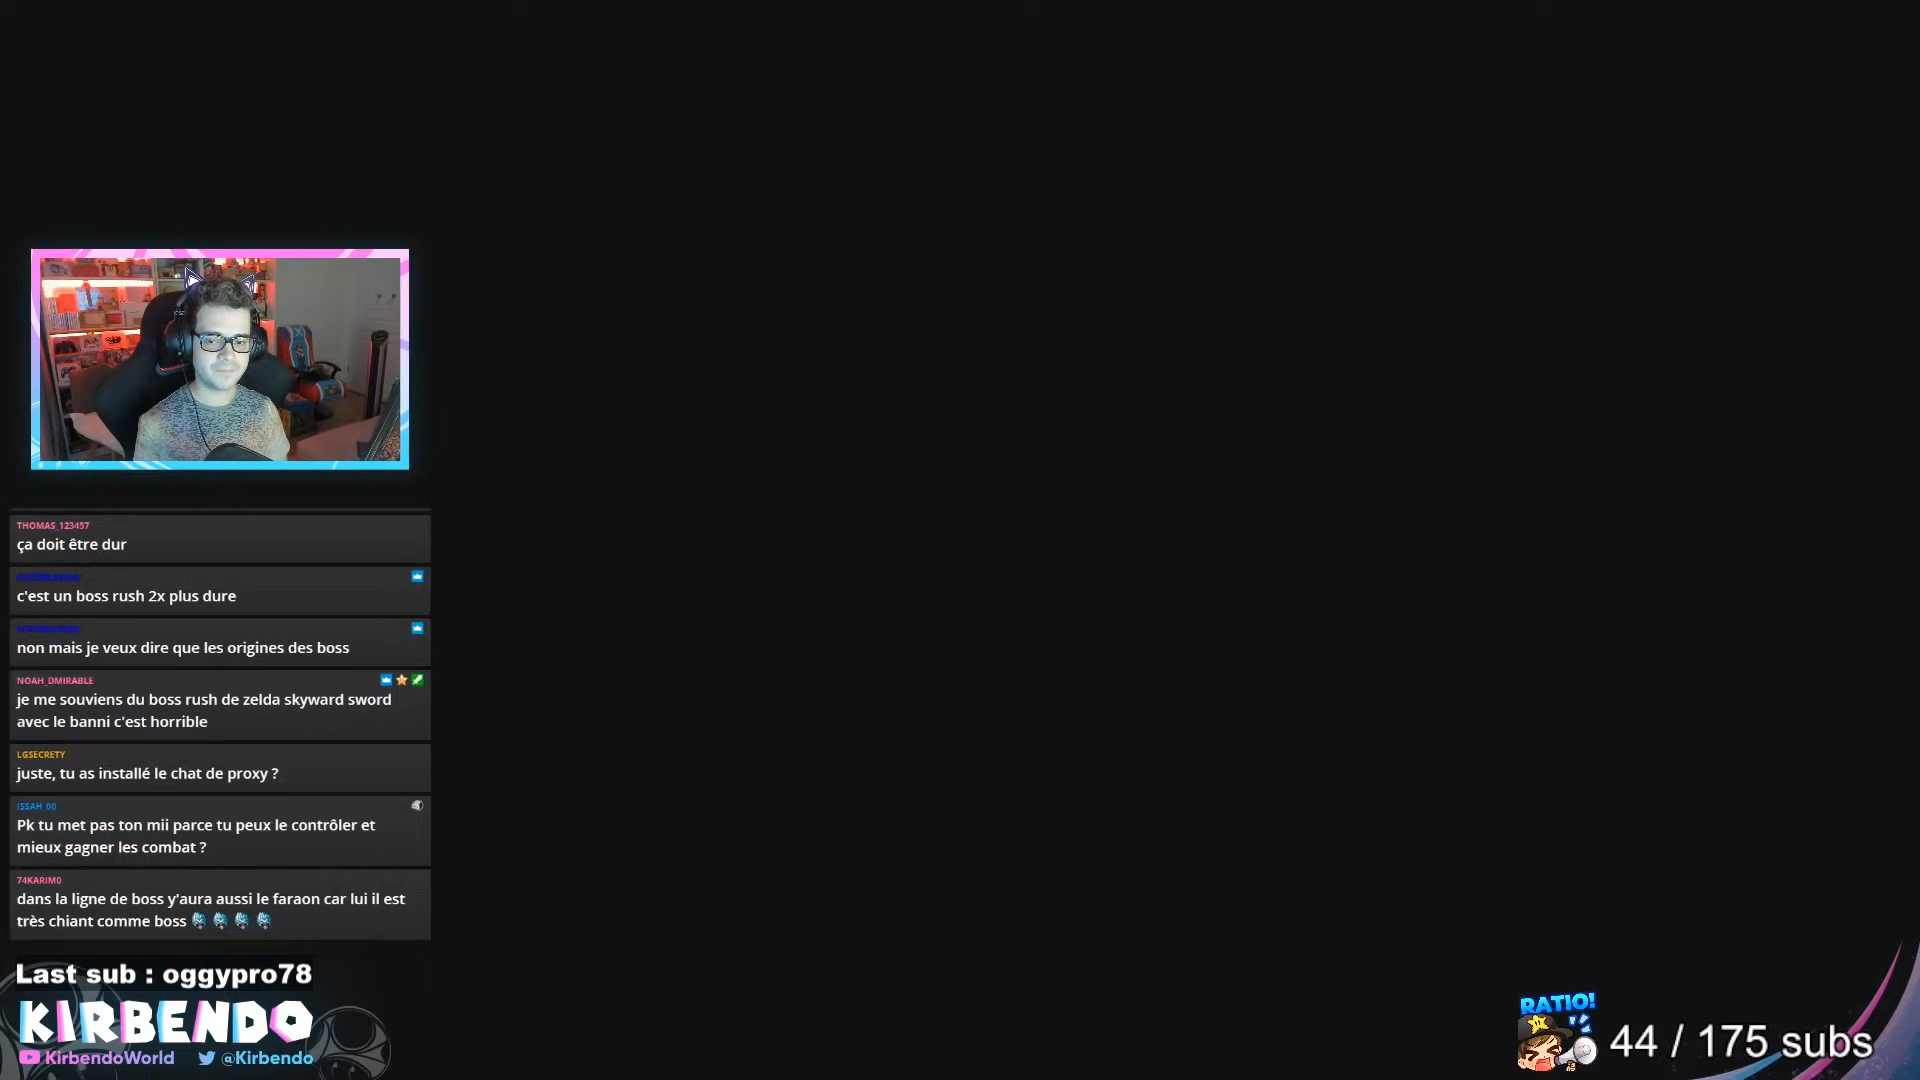 THOMAS_123457
ça doit être dur
c'est un boss rush 2x plus dure
non mais je veux dire que les origines des boss
NOAH_DMIRABLE
je me souviens du boss rush de zelda skyward sword
avec le banni c'est horrible
LGSECRETY
juste, tu as installé le chat de proxy ?
ISSAH_00
Pk tu met pas ton mii parce tu peux le contrôler et
mieux gagner les combat ?
74KARIM0
dans la ligne de boss y'aura aussi le faraon car lui il est
très chiant comme boss
Last sub : oggypro78
KIRBENDO
KirbendoWorld @Kirbendo
RATIO!
44 / 175 subs